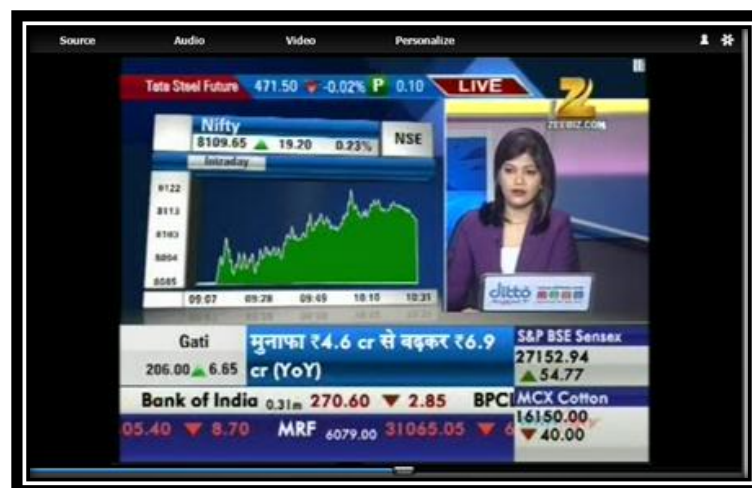 Source Audio Video Personalize
Tata Steel Future 471.50 ▼ -0.02% P 0.10 LIVE
Z
ZEEBIZ.COM
Nifty
8109.65 ▲ 19.20 0.23% NSE
Intraday
8122
8113
8103
8094
8085
09:07 09:28 09:49 10:10 10:31
ditto
Gati
206.00 ▲ 6.65
मुनाफा ₹4.6 cr से बढ़कर ₹6.9
cr (YoY)
S&P BSE Sensex
27152.94
▲ 54.77
Bank of India 0.31m 270.60 ▼ 2.85 BPCL
MCX Cotton
16150.00
▼ 40.00
05.40 ▼ 8.70 MRF 6079.00 31065.05 ▼ 6